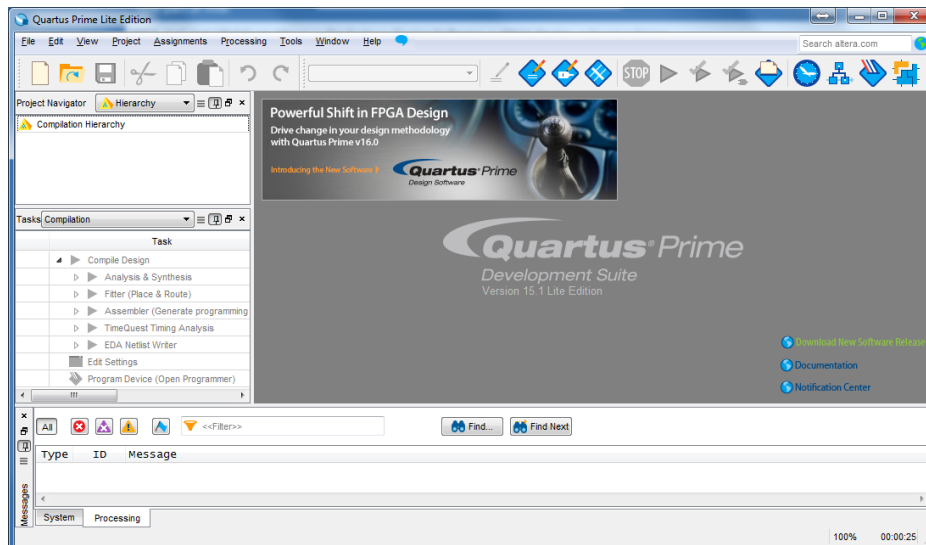 Quartus Prime Lite Edition
File Edit View Project Assignments Processing Tools Window Help
Search altera.com
STOP
Project Navigator Hierarchy
Compilation Hierarchy
Powerful Shift in FPGA Design
Drive change in your design methodology
with Quartus Prime v16.0
Introducing the New Software
Quartus Prime
Design Software
Tasks Compilation
Task
Compile Design
Analysis & Synthesis
Fitter (Place & Route)
Assembler (Generate programming
TimeQuest Timing Analysis
EDA Netlist Writer
Edit Settings
Program Device (Open Programmer)
Quartus Prime
Development Suite
Version 15.1 Lite Edition
Download New Software Release
Documentation
Notification Center
All <<Filter>> Find... Find Next
Type ID Message
Messages
System Processing
100% 00:00:25